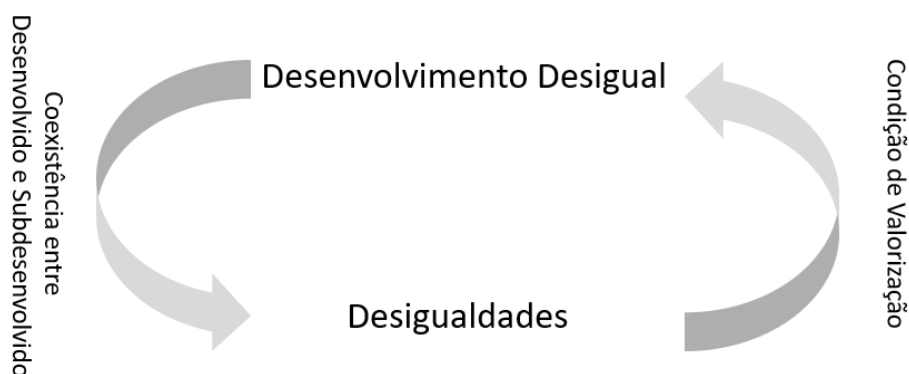 Desenvolvimento Desigual
Coexistência entre
Desenvolvido e Subdesenvolvido
Condição de Valorização
Desigualdades